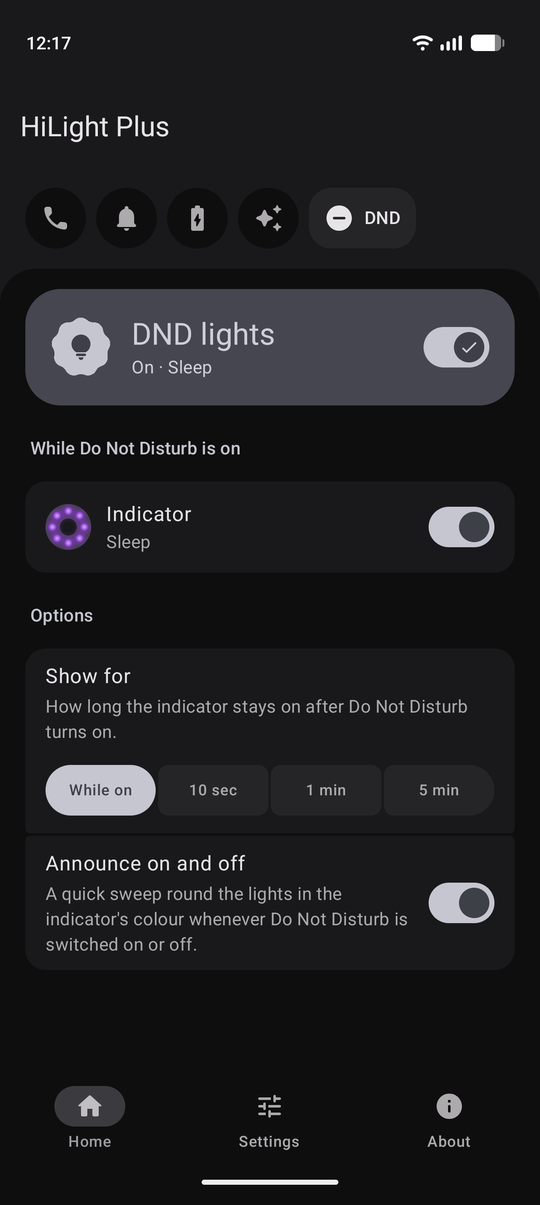 12:17
HiLight Plus
DND
DND lights
On · Sleep
While Do Not Disturb is on
Indicator
Sleep
Options
Show for
How long the indicator stays on after Do Not Disturb
turns on.
While on
10 sec
1 min
5 min
Announce on and off
A quick sweep round the lights in the
indicator's colour whenever Do Not Disturb is
switched on or off.
Home
Settings
About